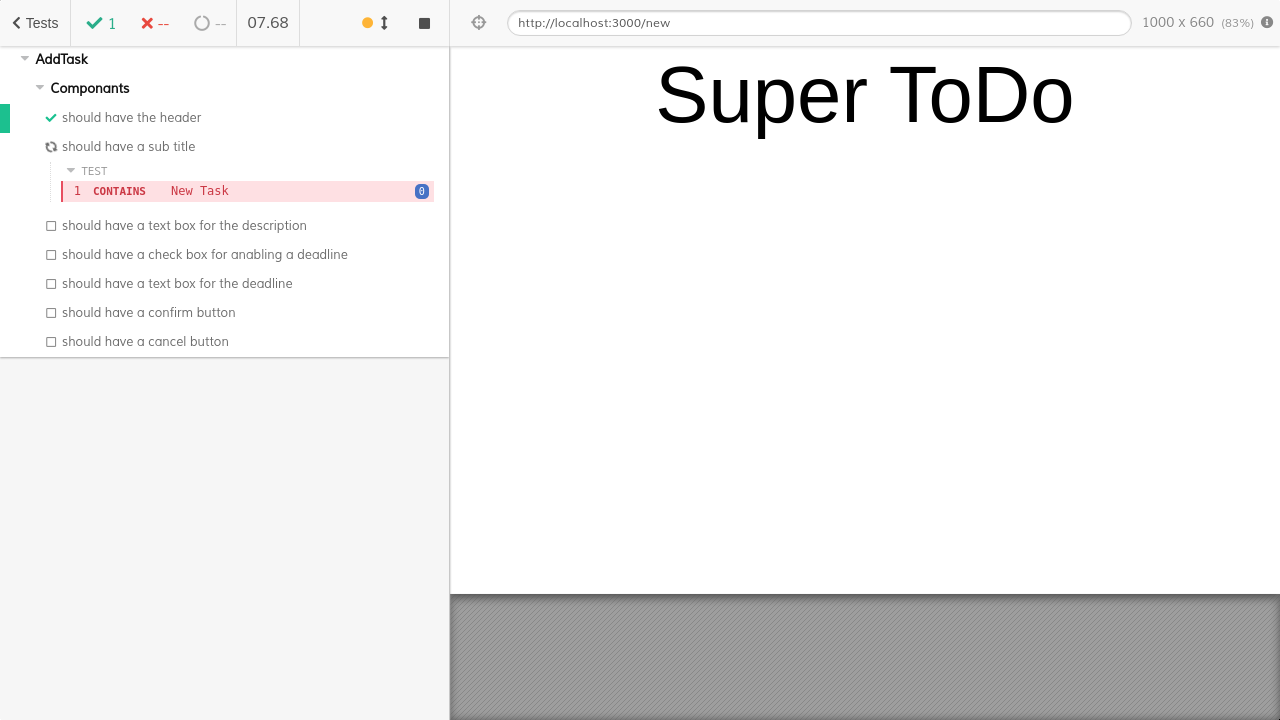 Tests
1
--
--
07.68
http://localhost:3000/new
1000 x 660 (83%)
AddTask
Componants
should have the header
should have a sub title
TEST
1 CONTAINS New Task 0
should have a text box for the description
should have a check box for anabling a deadline
should have a text box for the deadline
should have a confirm button
should have a cancel button
Super ToDo